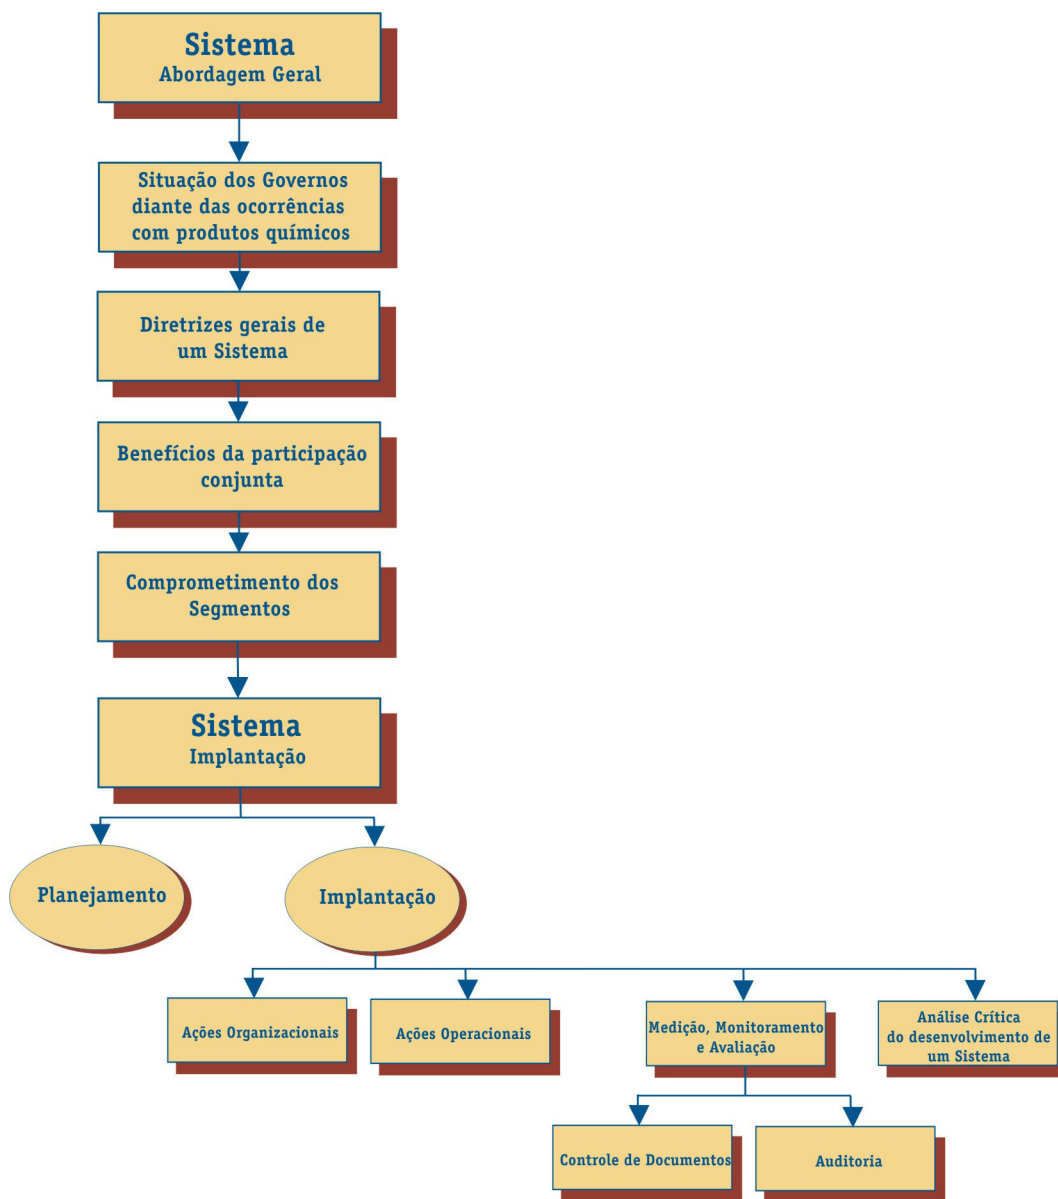 Sistema
Abordagem Geral
Situação dos Governos
diante das ocorrências
com produtos químicos
Diretrizes gerais de
um Sistema
Benefícios da participação
conjunta
Comprometimento dos
Segmentos
Sistema
Implantação
Planejamento
Implantação
Ações Organizacionais
Ações Operacionais
Medição, Monitoramento
e Avaliação
Análise Crítica
do desenvolvimento de
um Sistema
Controle de Documentos
Auditoria